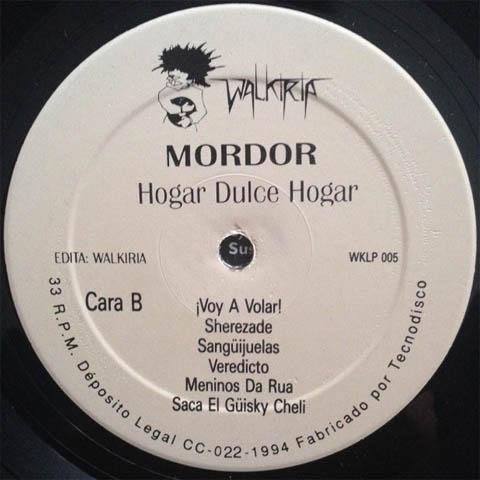 WALKIRIA
MORDOR
Hogar Dulce Hogar
Sus
EDITA: WALKIRIA
WKLP 005
Cara B
¡Voy A Volar!
Sherezade
Sangüijuelas
Veredicto
Meninos Da Rua
Saca El Güisky Cheli
33 R.P.M. Déposito Legal CC-022-1994 Fabricado por Tecnodisco